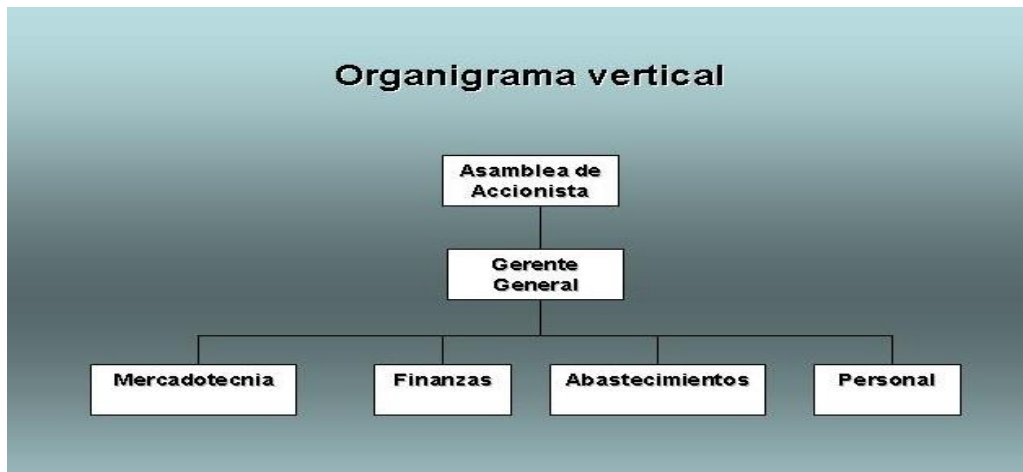 Organigrama vertical
Asamblea de
Accionista
Gerente
General
Mercadotecnia
Finanzas
Abastecimientos
Personal